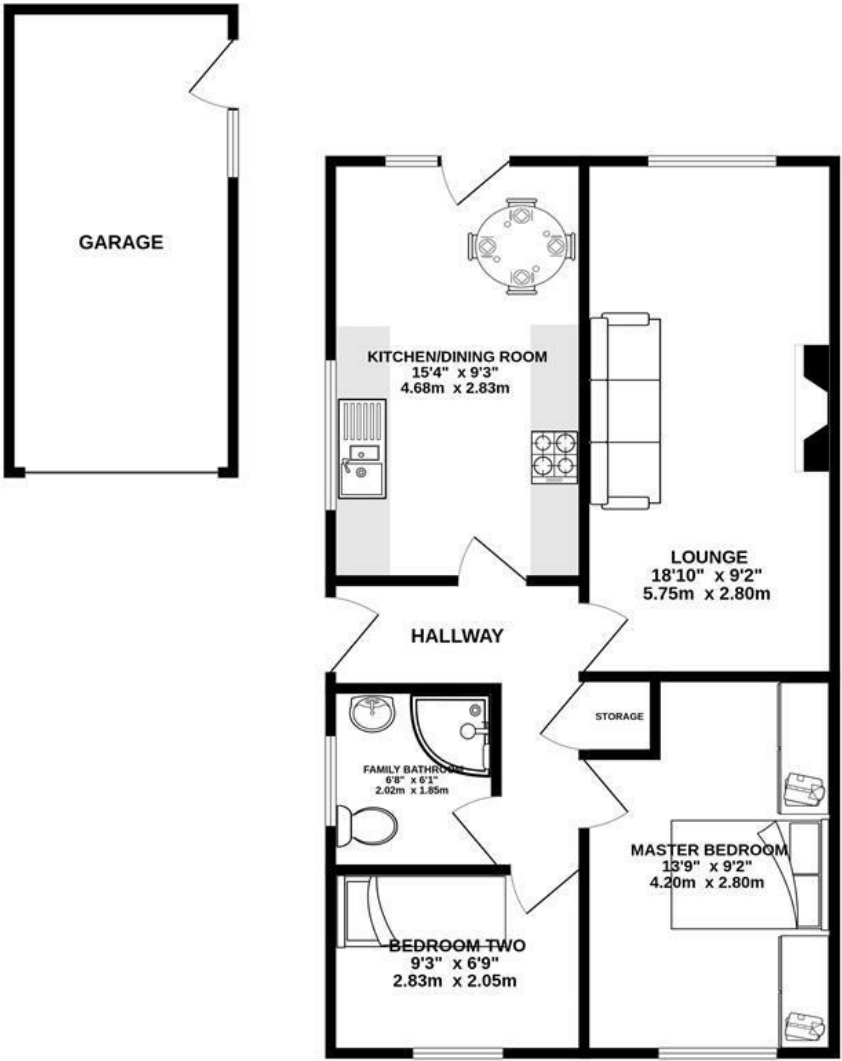 GARAGE
KITCHEN/DINING ROOM
15'4" x 9'3"
4.68m x 2.83m
LOUNGE
18'10" x 9'2"
5.75m x 2.80m
HALLWAY
STORAGE
FAMILY BATHROOM
6'8" x 6'1"
2.02m x 1.85m
MASTER BEDROOM
13'9" x 9'2"
4.20m x 2.80m
BEDROOM TWO
9'3" x 6'9"
2.83m x 2.05m